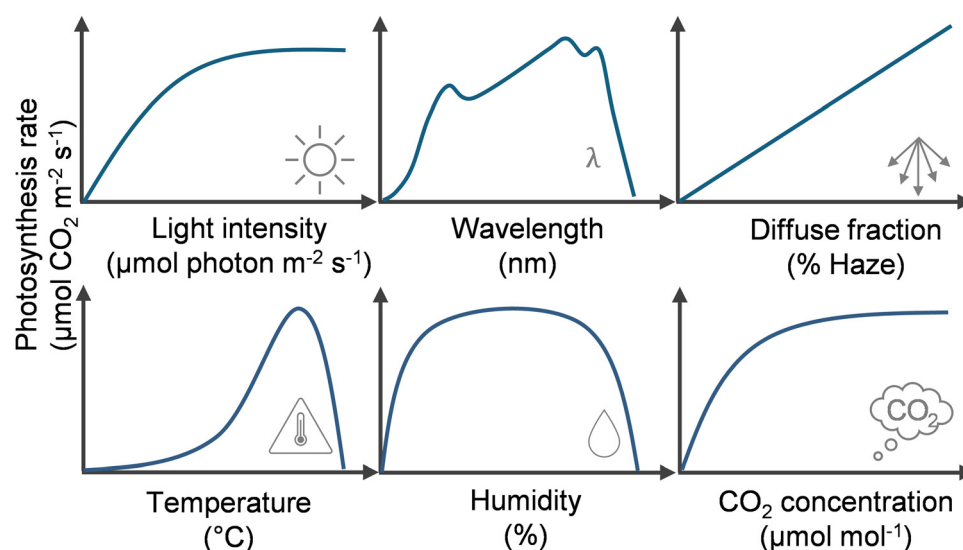 Photosynthesis rate
(µmol CO₂ m⁻² s⁻¹)
Light intensity
(µmol photon m⁻² s⁻¹)
λ
Wavelength
(nm)
Diffuse fraction
(% Haze)
Temperature
(°C)
Humidity
(%)
CO₂
CO₂ concentration
(µmol mol⁻¹)